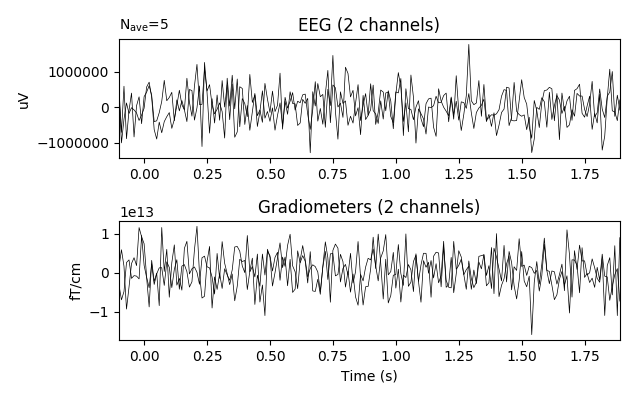 N_ave=5
EEG (2 channels)
uV
1000000
0
−1000000
0.00 0.25 0.50 0.75 1.00 1.25 1.50 1.75
1e13
Gradiometers (2 channels)
fT/cm
1
0
−1
0.00 0.25 0.50 0.75 1.00 1.25 1.50 1.75
Time (s)